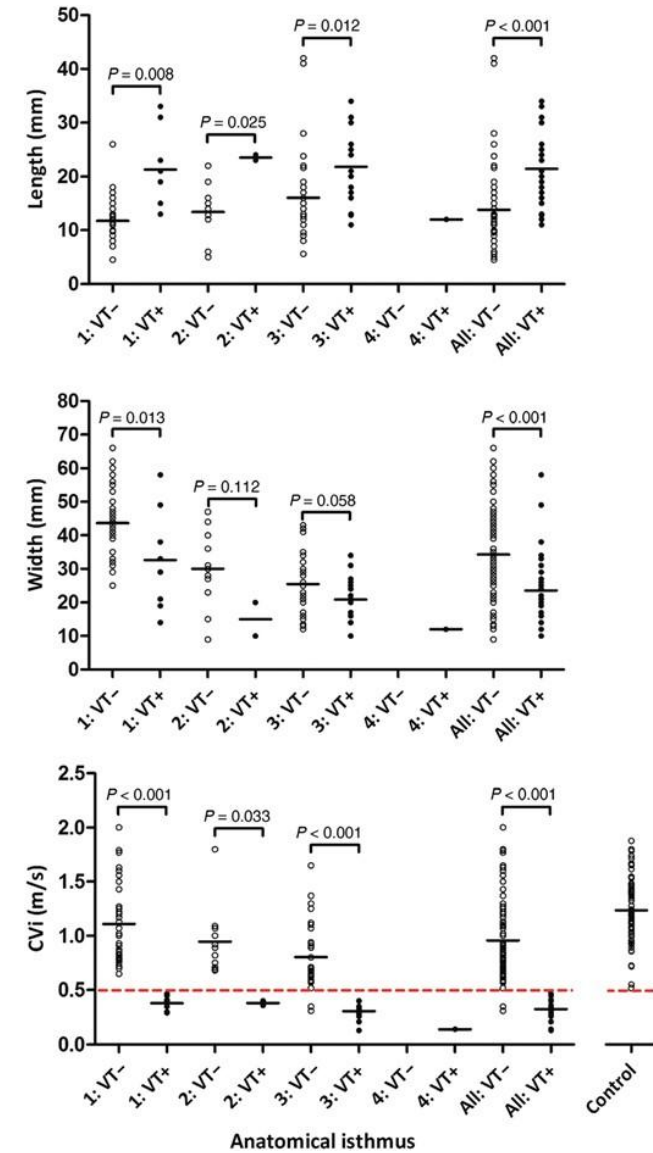 50
40
30
20
10
0
Length (mm)
P = 0.008
P = 0.025
P = 0.012
P < 0.001
1: VT−
1: VT+
2: VT−
2: VT+
3: VT−
3: VT+
4: VT−
4: VT+
All: VT−
All: VT+
80
70
60
50
40
30
20
10
0
Width (mm)
P = 0.013
P = 0.112
P = 0.058
P < 0.001
1: VT−
1: VT+
2: VT−
2: VT+
3: VT−
3: VT+
4: VT−
4: VT+
All: VT−
All: VT+
2.5
2.0
1.5
1.0
0.5
0.0
CVi (m/s)
P < 0.001
P = 0.033
P < 0.001
P < 0.001
1: VT−
1: VT+
2: VT−
2: VT+
3: VT−
3: VT+
4: VT−
4: VT+
All: VT−
All: VT+
Control
Anatomical isthmus